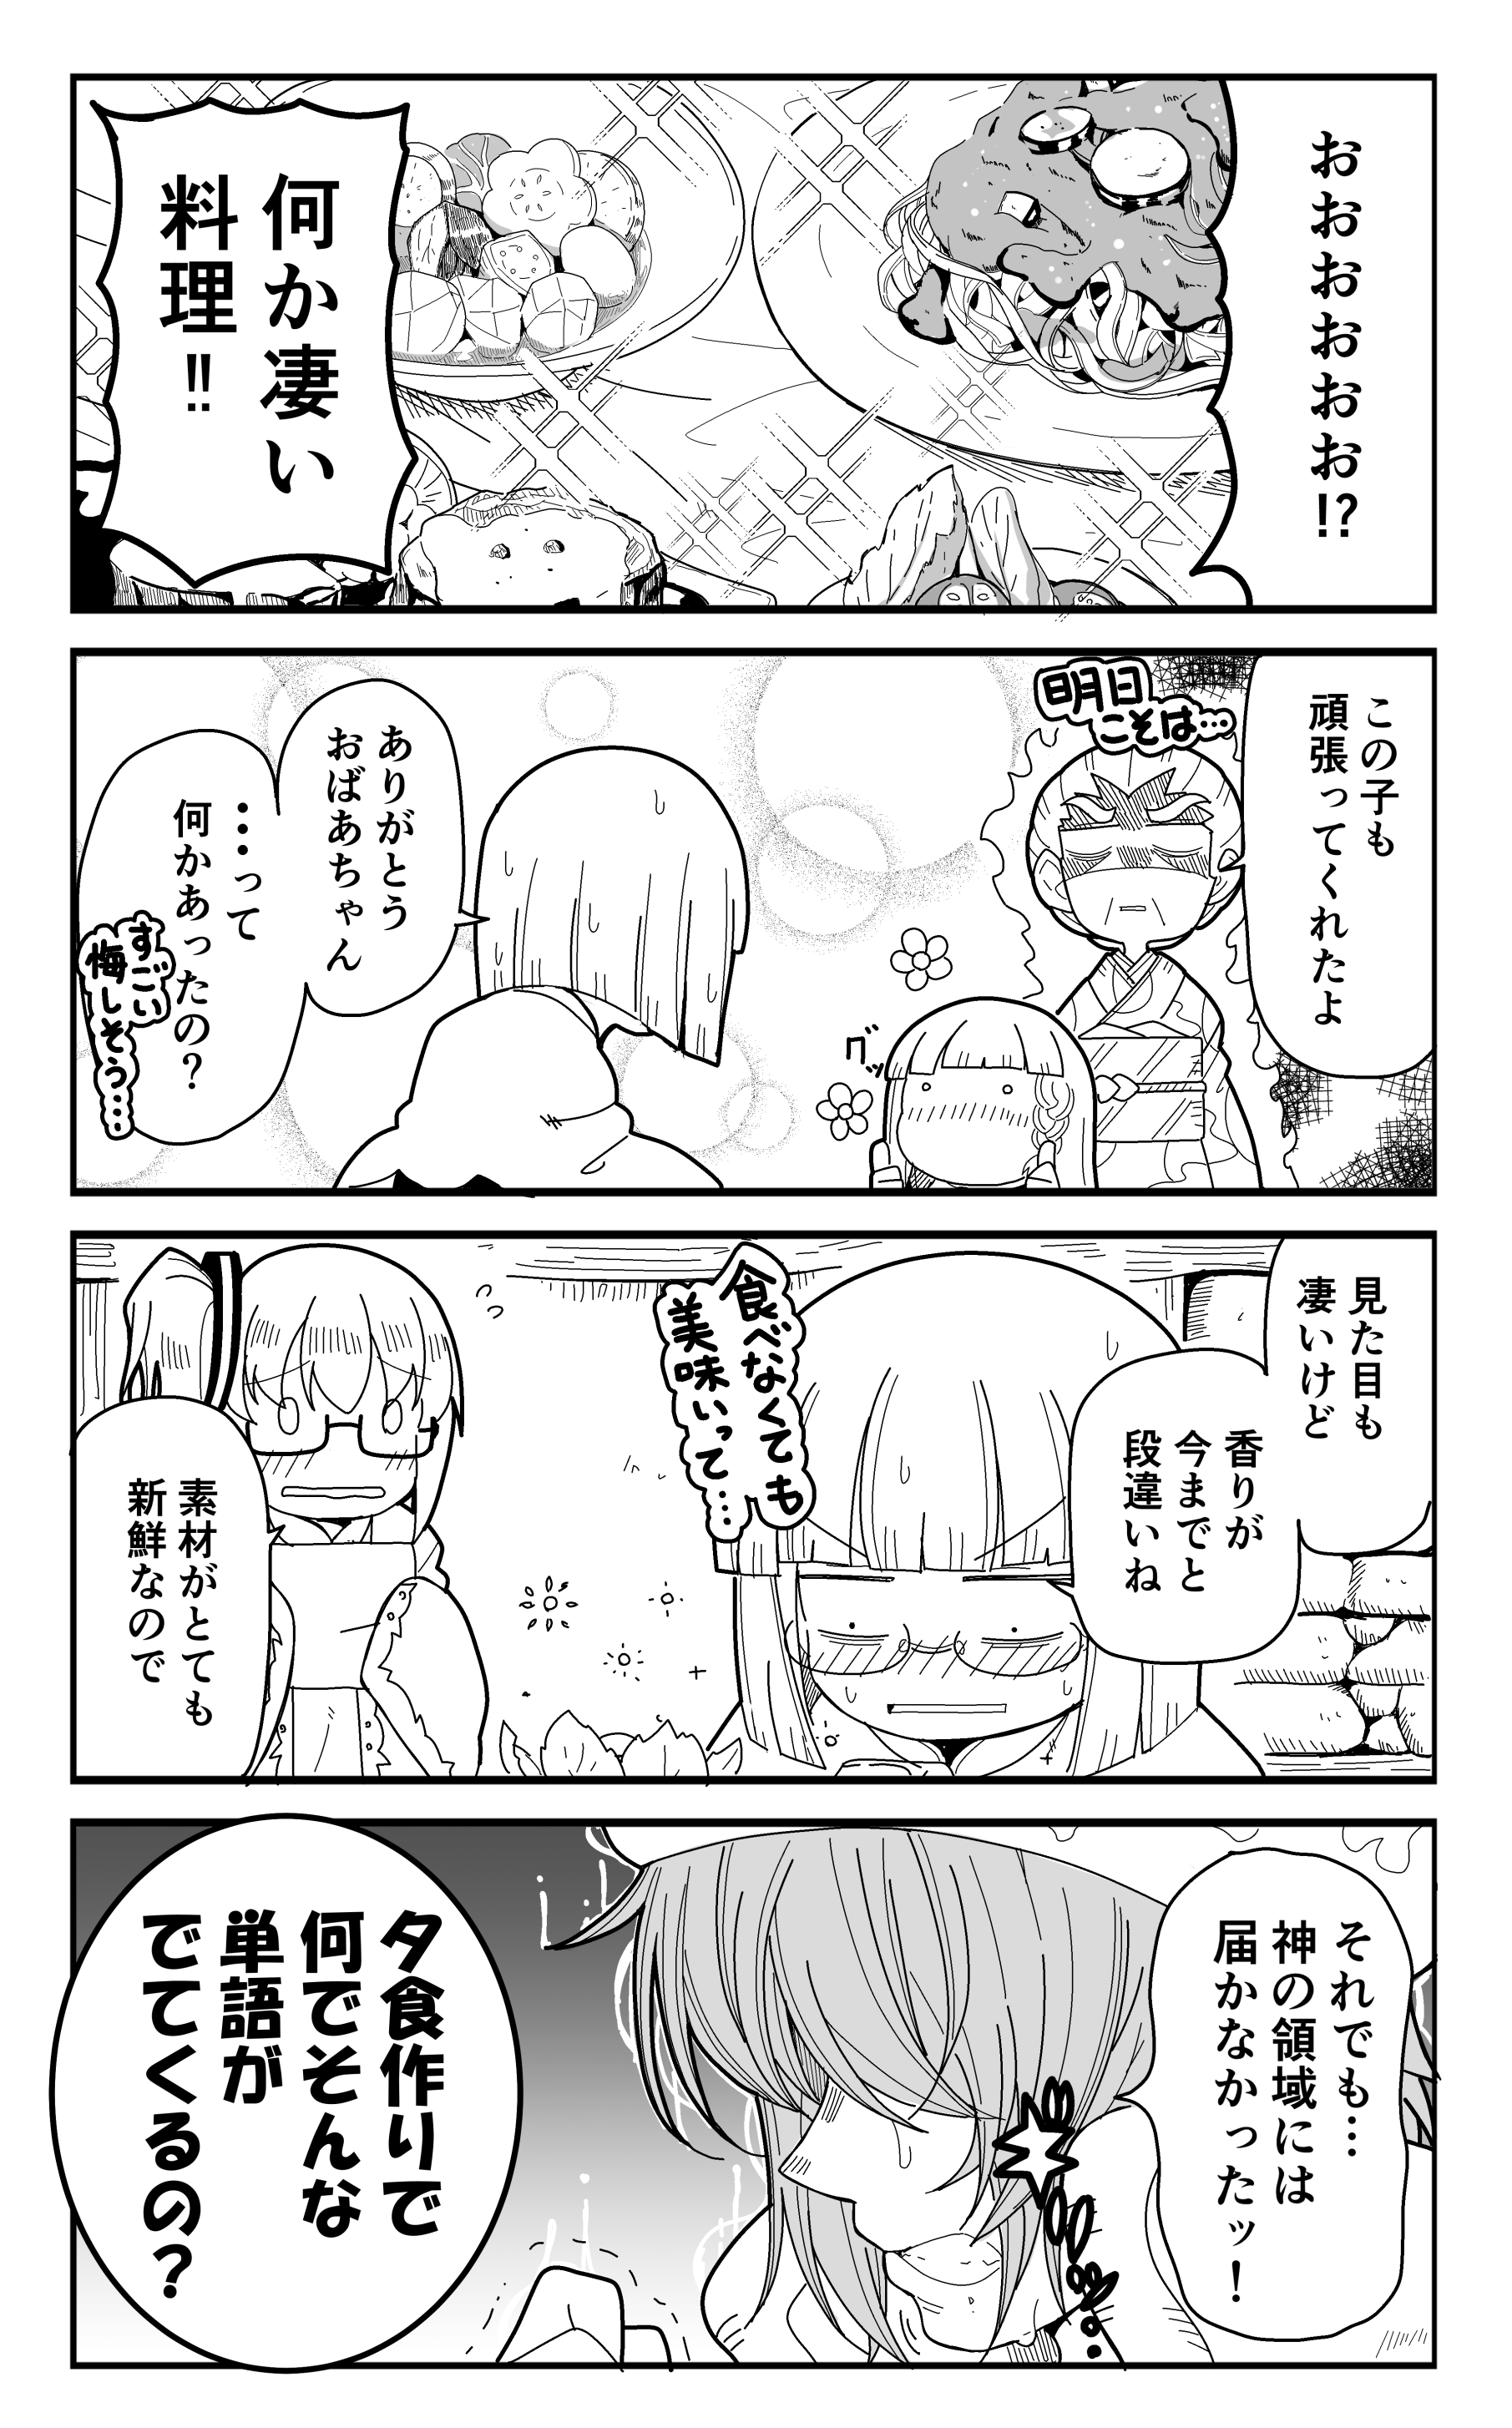 おおおおおお!?
何か凄い
料理!!
この子も
頑張ってくれたよ
明日
こそは…
グッ
ありがとう
おばあちゃん
…って
何かあったの?
すごい
悔しそう…
見た目も
凄いけど
香りが
今までと
段違いね
食べなくても
美味いって…
素材がとても
新鮮なので
それでも…
神の領域には
届かなかったッ!
夕食作りで
何でそんな
単語が
でてくるの?